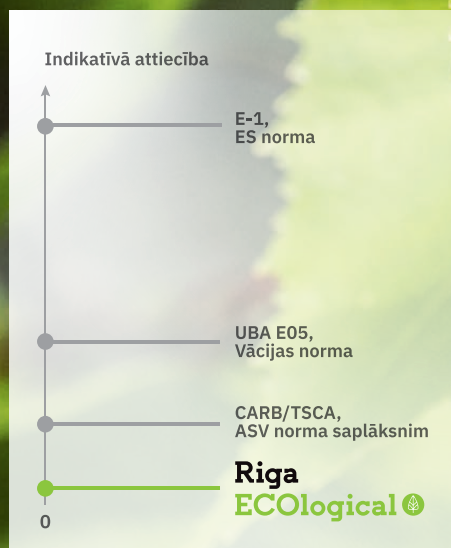 Indikatīvā attiecība
E-1,
ES norma
UBA E05,
Vācijas norma
CARB/TSCA,
ASV norma saplāksnim
Riga
ECOlogical
0